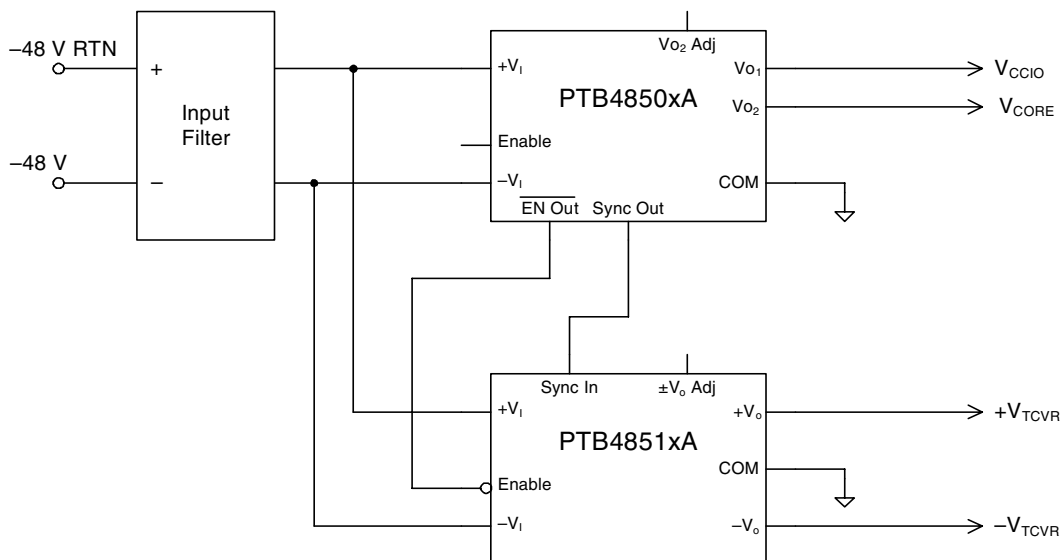 −48 V RTN
+
Input
Filter
−48 V
−
Vo2 Adj
+VI
Vo1
VCCIO
PTB4850xA
Vo2
VCORE
Enable
−VI
COM
EN Out
Sync Out
Sync In
±Vo Adj
+VI
+Vo
+VTCVR
PTB4851xA
COM
Enable
−VI
−Vo
−VTCVR